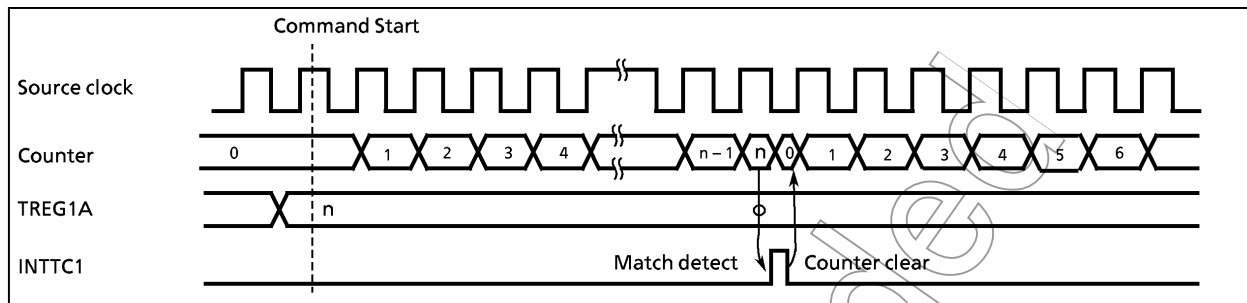 Command Start
Source clock
Counter 0 1 2 3 4 n – 1 n 0 1 2 3 4 5 6
TREG1A n
INTTC1 Match detect Counter clear